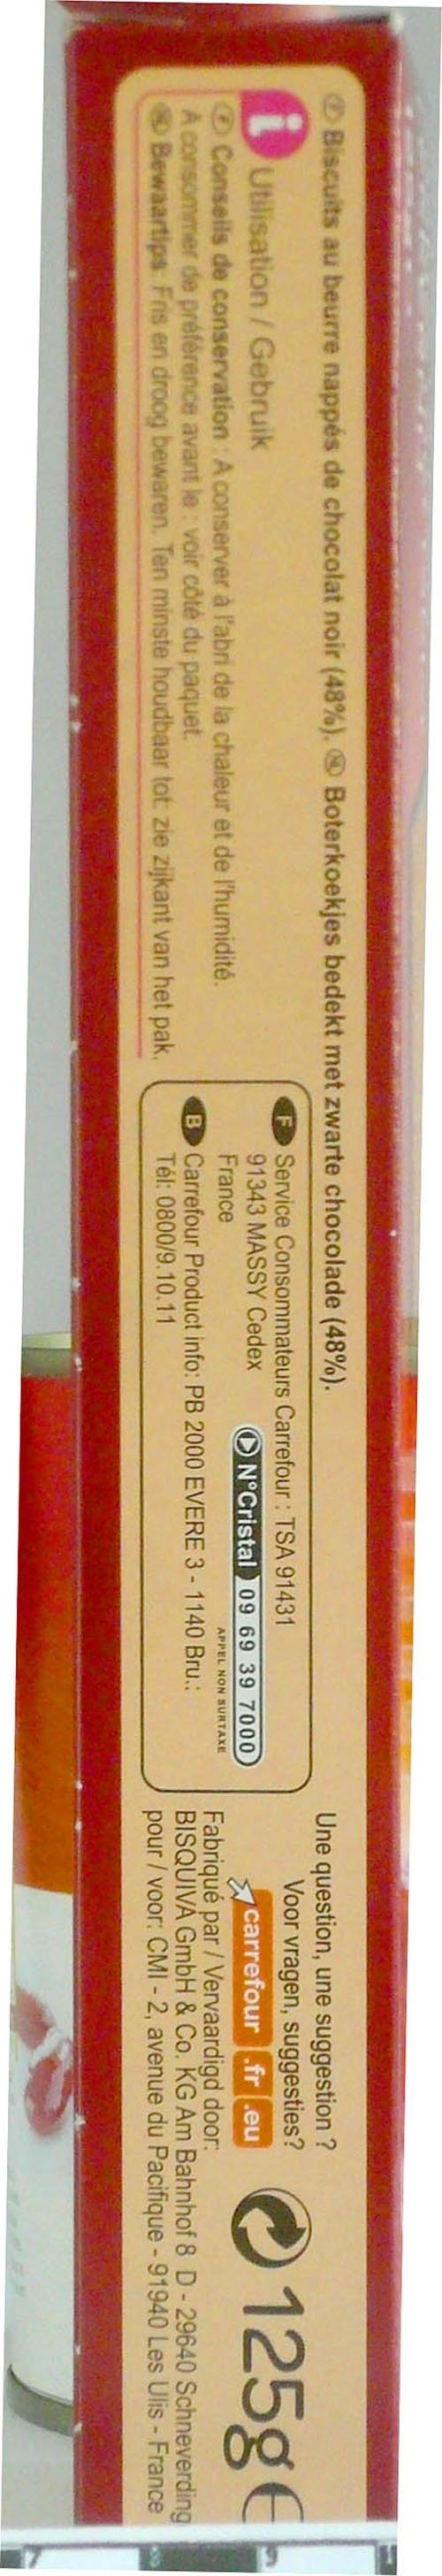 F Biscuits au beurre nappés de chocolat noir (48%). NL Boterkoekjes bedekt met zwarte chocolade (48%).
i Utilisation / Gebruik
F Conseils de conservation : A conserver à l'abri de la chaleur et de l'humidité.
A consommer de préférence avant le : voir côté du paquet.
NL Bewaartips. Fris en droog bewaren. Ten minste houdbaar tot: zie zijkant van het pak.
F Service Consommateurs Carrefour : TSA 91431
91343 MASSY Cedex
France
N°Cristal 09 69 39 7000
APPEL NON SURTAXE
B Carrefour Product info: PB 2000 EVERE 3 - 1140 Bru.:
Tél: 0800/9.10.11
Une question, une suggestion ?
Voor vragen, suggesties?
carrefour .fr .eu
Fabriqué par / Vervaardigd door:
BISQUIVA GmbH & Co. KG Am Bahnhof 8 D - 29640 Schneverding
pour / voor: CMI - 2, avenue du Pacifique - 91940 Les Ulis - France
125g e